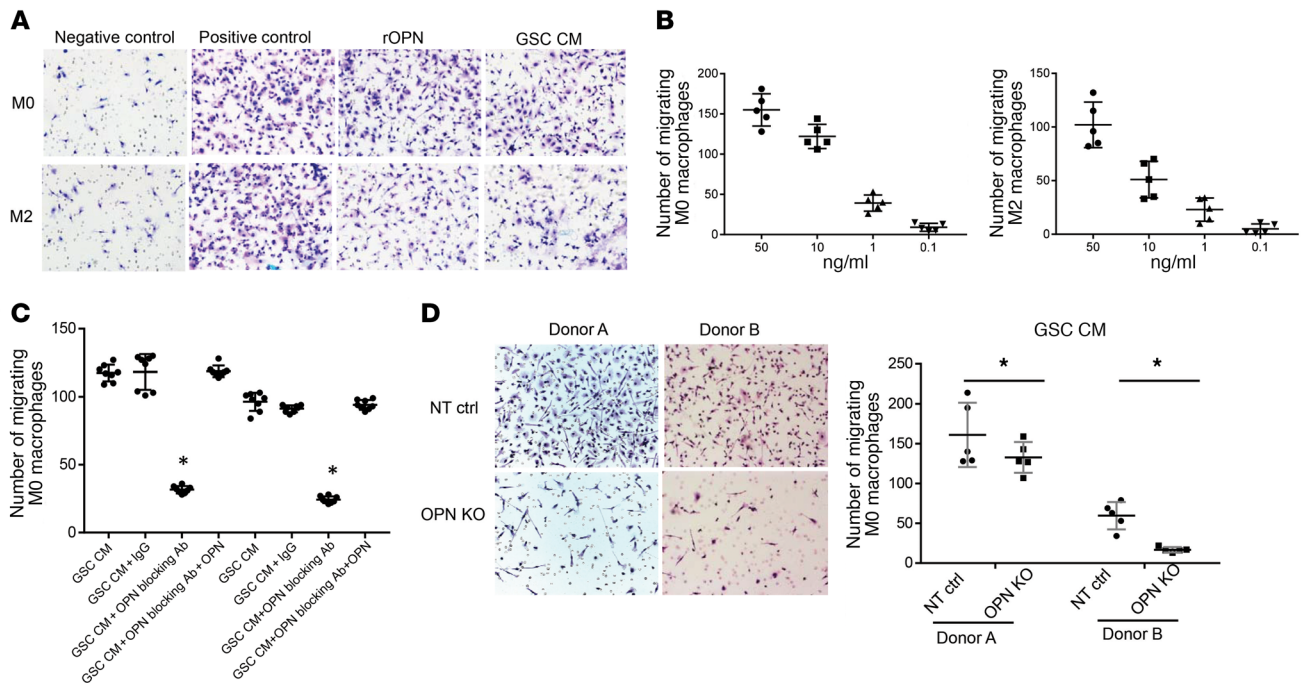 A
Negative control
Positive control
rOPN
GSC CM
M0
M2
B
Number of migrating
M0 macrophages
200
150
100
50
0
50
10
1
0.1
ng/ml
Number of migrating
M2 macrophages
150
100
50
0
50
10
1
0.1
ng/ml
C
Number of migrating
M0 macrophages
150
100
50
0
*
*
GSC CM
GSC CM+IgG
GSC CM+ OPN blocking Ab
GSC CM+OPN blocking Ab+OPN
GSC CM
GSC CM+IgG
GSC CM+OPN blocking Ab
GSC CM+OPN blocking Ab+OPN
D
Donor A
Donor B
NT ctrl
OPN KO
GSC CM
Number of migrating
M0 macrophages
250
200
150
100
50
0
*
*
NT ctrl
OPN KO
NT ctrl
OPN KO
Donor A
Donor B